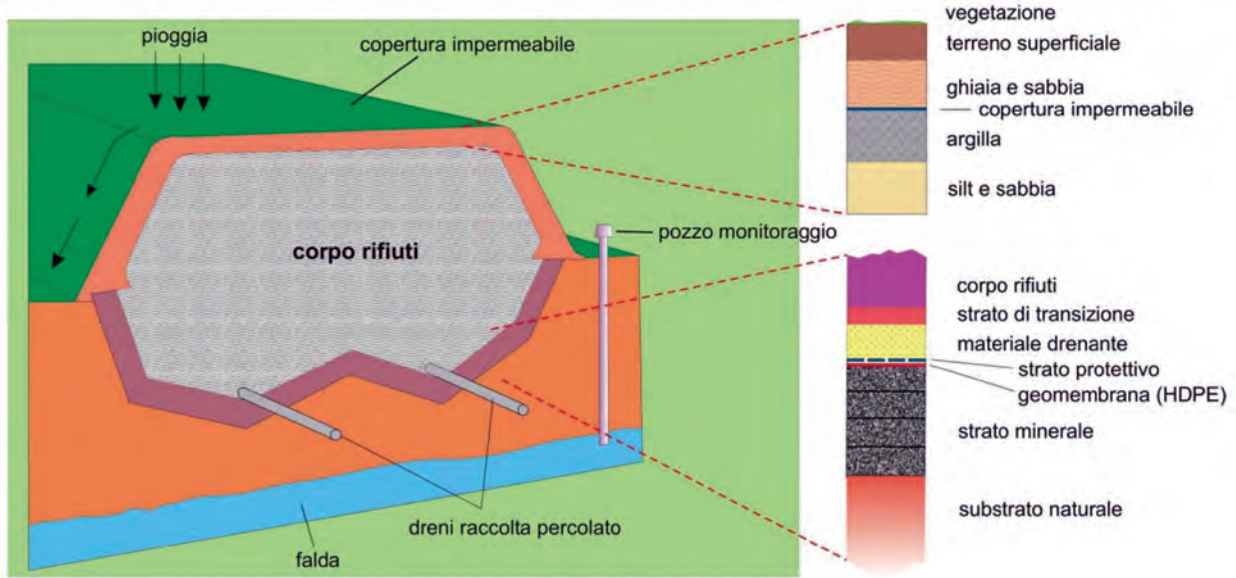 pioggia
copertura impermeabile
corpo rifiuti
pozzo monitoraggio
dreni raccolta percolato
falda
vegetazione
terreno superficiale
ghiaia e sabbia
copertura impermeabile
argilla
silt e sabbia
corpo rifiuti
strato di transizione
materiale drenante
strato protettivo
geomembrana (HDPE)
strato minerale
substrato naturale